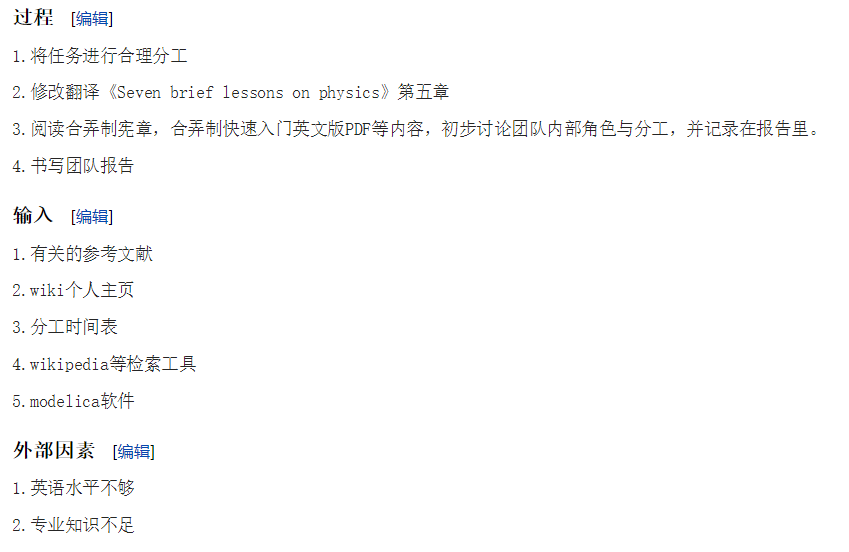 过程 [编辑]
1.将任务进行合理分工
2.修改翻译《Seven brief lessons on physics》第五章
3.阅读合弄制宪章，合弄制快速入门英文版PDF等内容，初步讨论团队内部角色与分工，并记录在报告里。
4.书写团队报告
输入 [编辑]
1.有关的参考文献
2.wiki个人主页
3.分工时间表
4.wikipedia等检索工具
5.modelica软件
外部因素 [编辑]
1.英语水平不够
2.专业知识不足